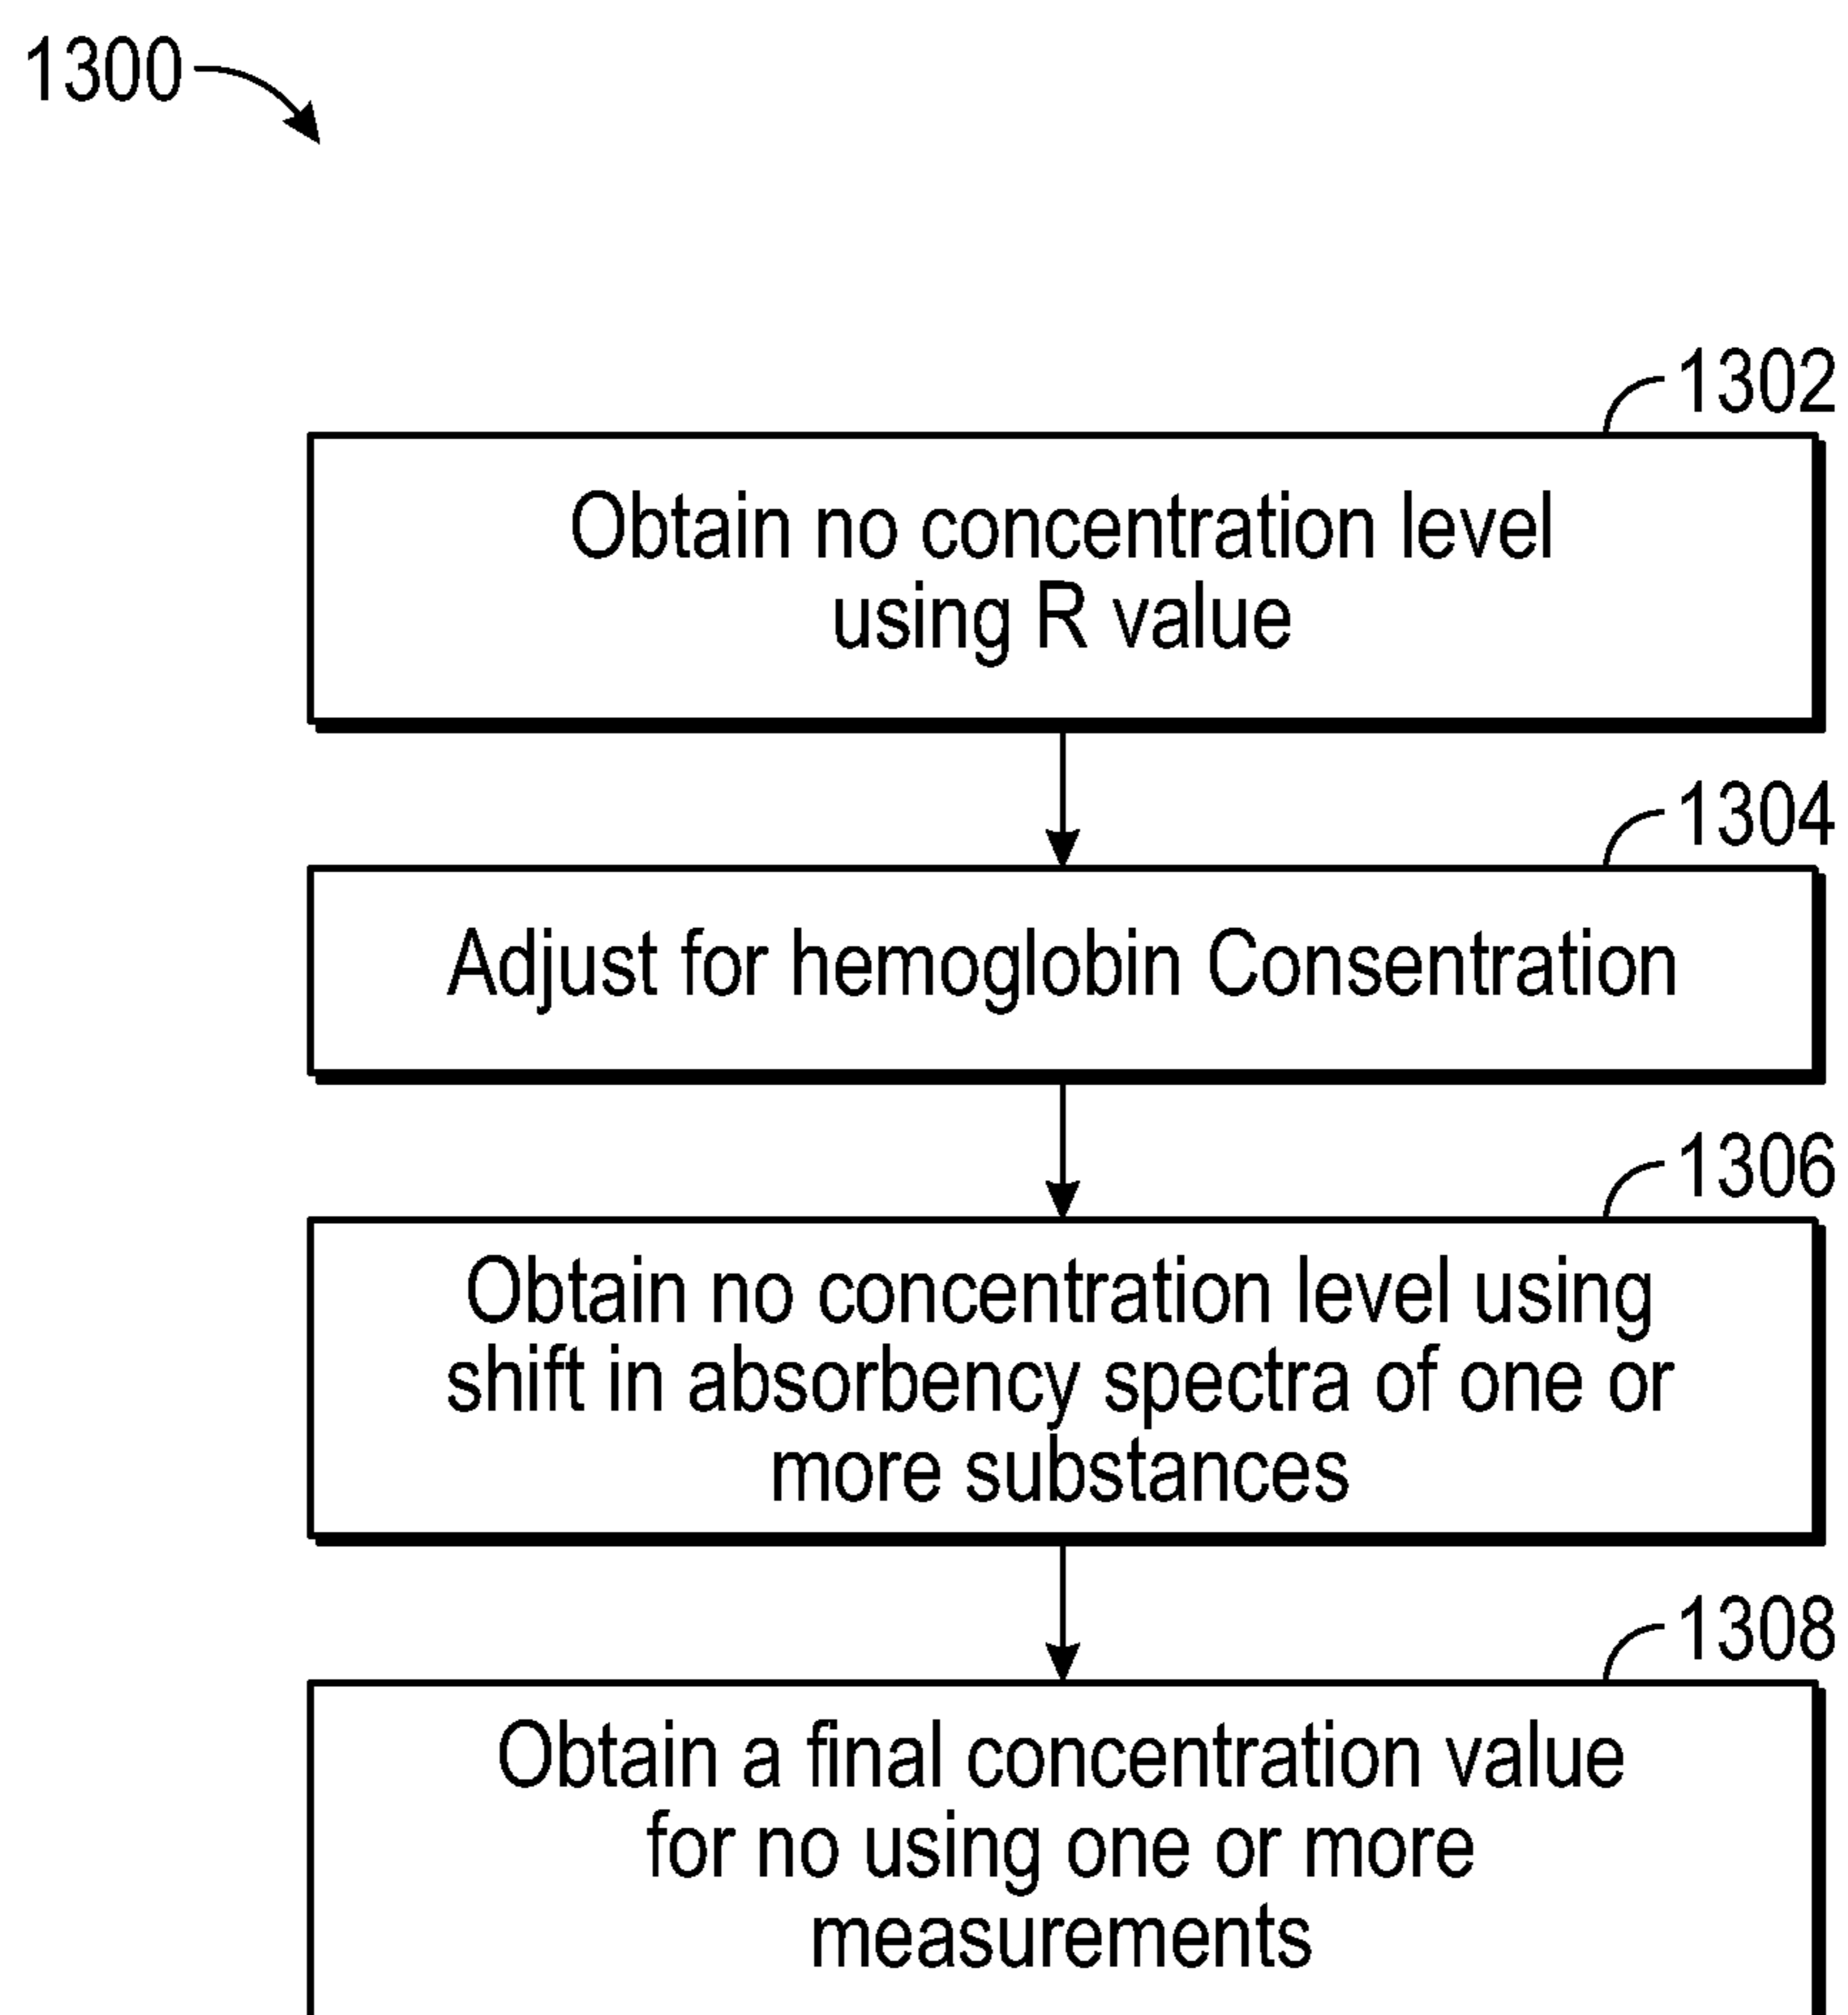 1300
1302
Obtain no concentration level
using R value
1304
Adjust for hemoglobin Consentration
1306
Obtain no concentration level using
shift in absorbency spectra of one or
more substances
1308
Obtain a final concentration value
for no using one or more
measurements